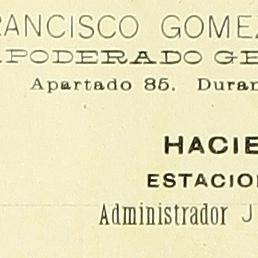 RANCISCO GOMEZ
APODERADO GE
Apartado 85. Duran
HACIE
ESTACIO
Administrador J